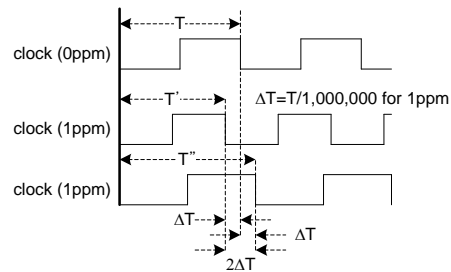 T
clock (0ppm)
T' ΔT=T/1,000,000 for 1ppm
clock (1ppm)
T"
clock (1ppm)
ΔT ΔT
2ΔT